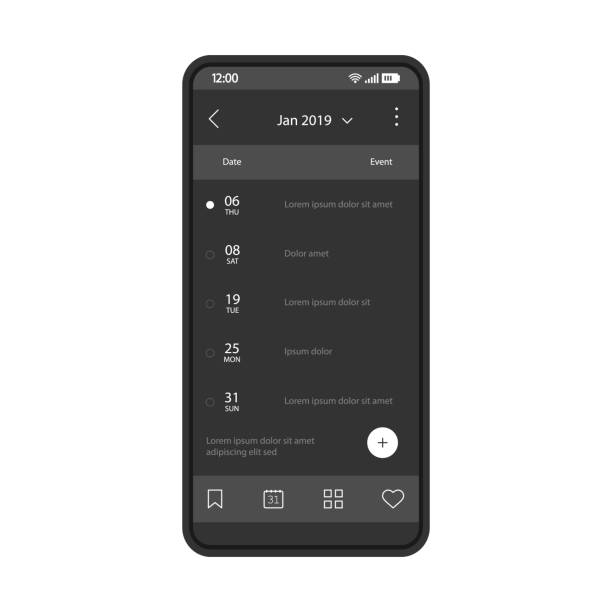 12:00
Jan 2019
Date Event
06 Lorem ipsum dolor sit amet
THU
08 Dolor amet
SAT
19 Lorem ipsum dolor sit
TUE
25 Ipsum dolor
MON
31 Lorem ipsum dolor sit amet
SUN
Lorem ipsum dolor sit amet
adipiscing elit sed
+
31